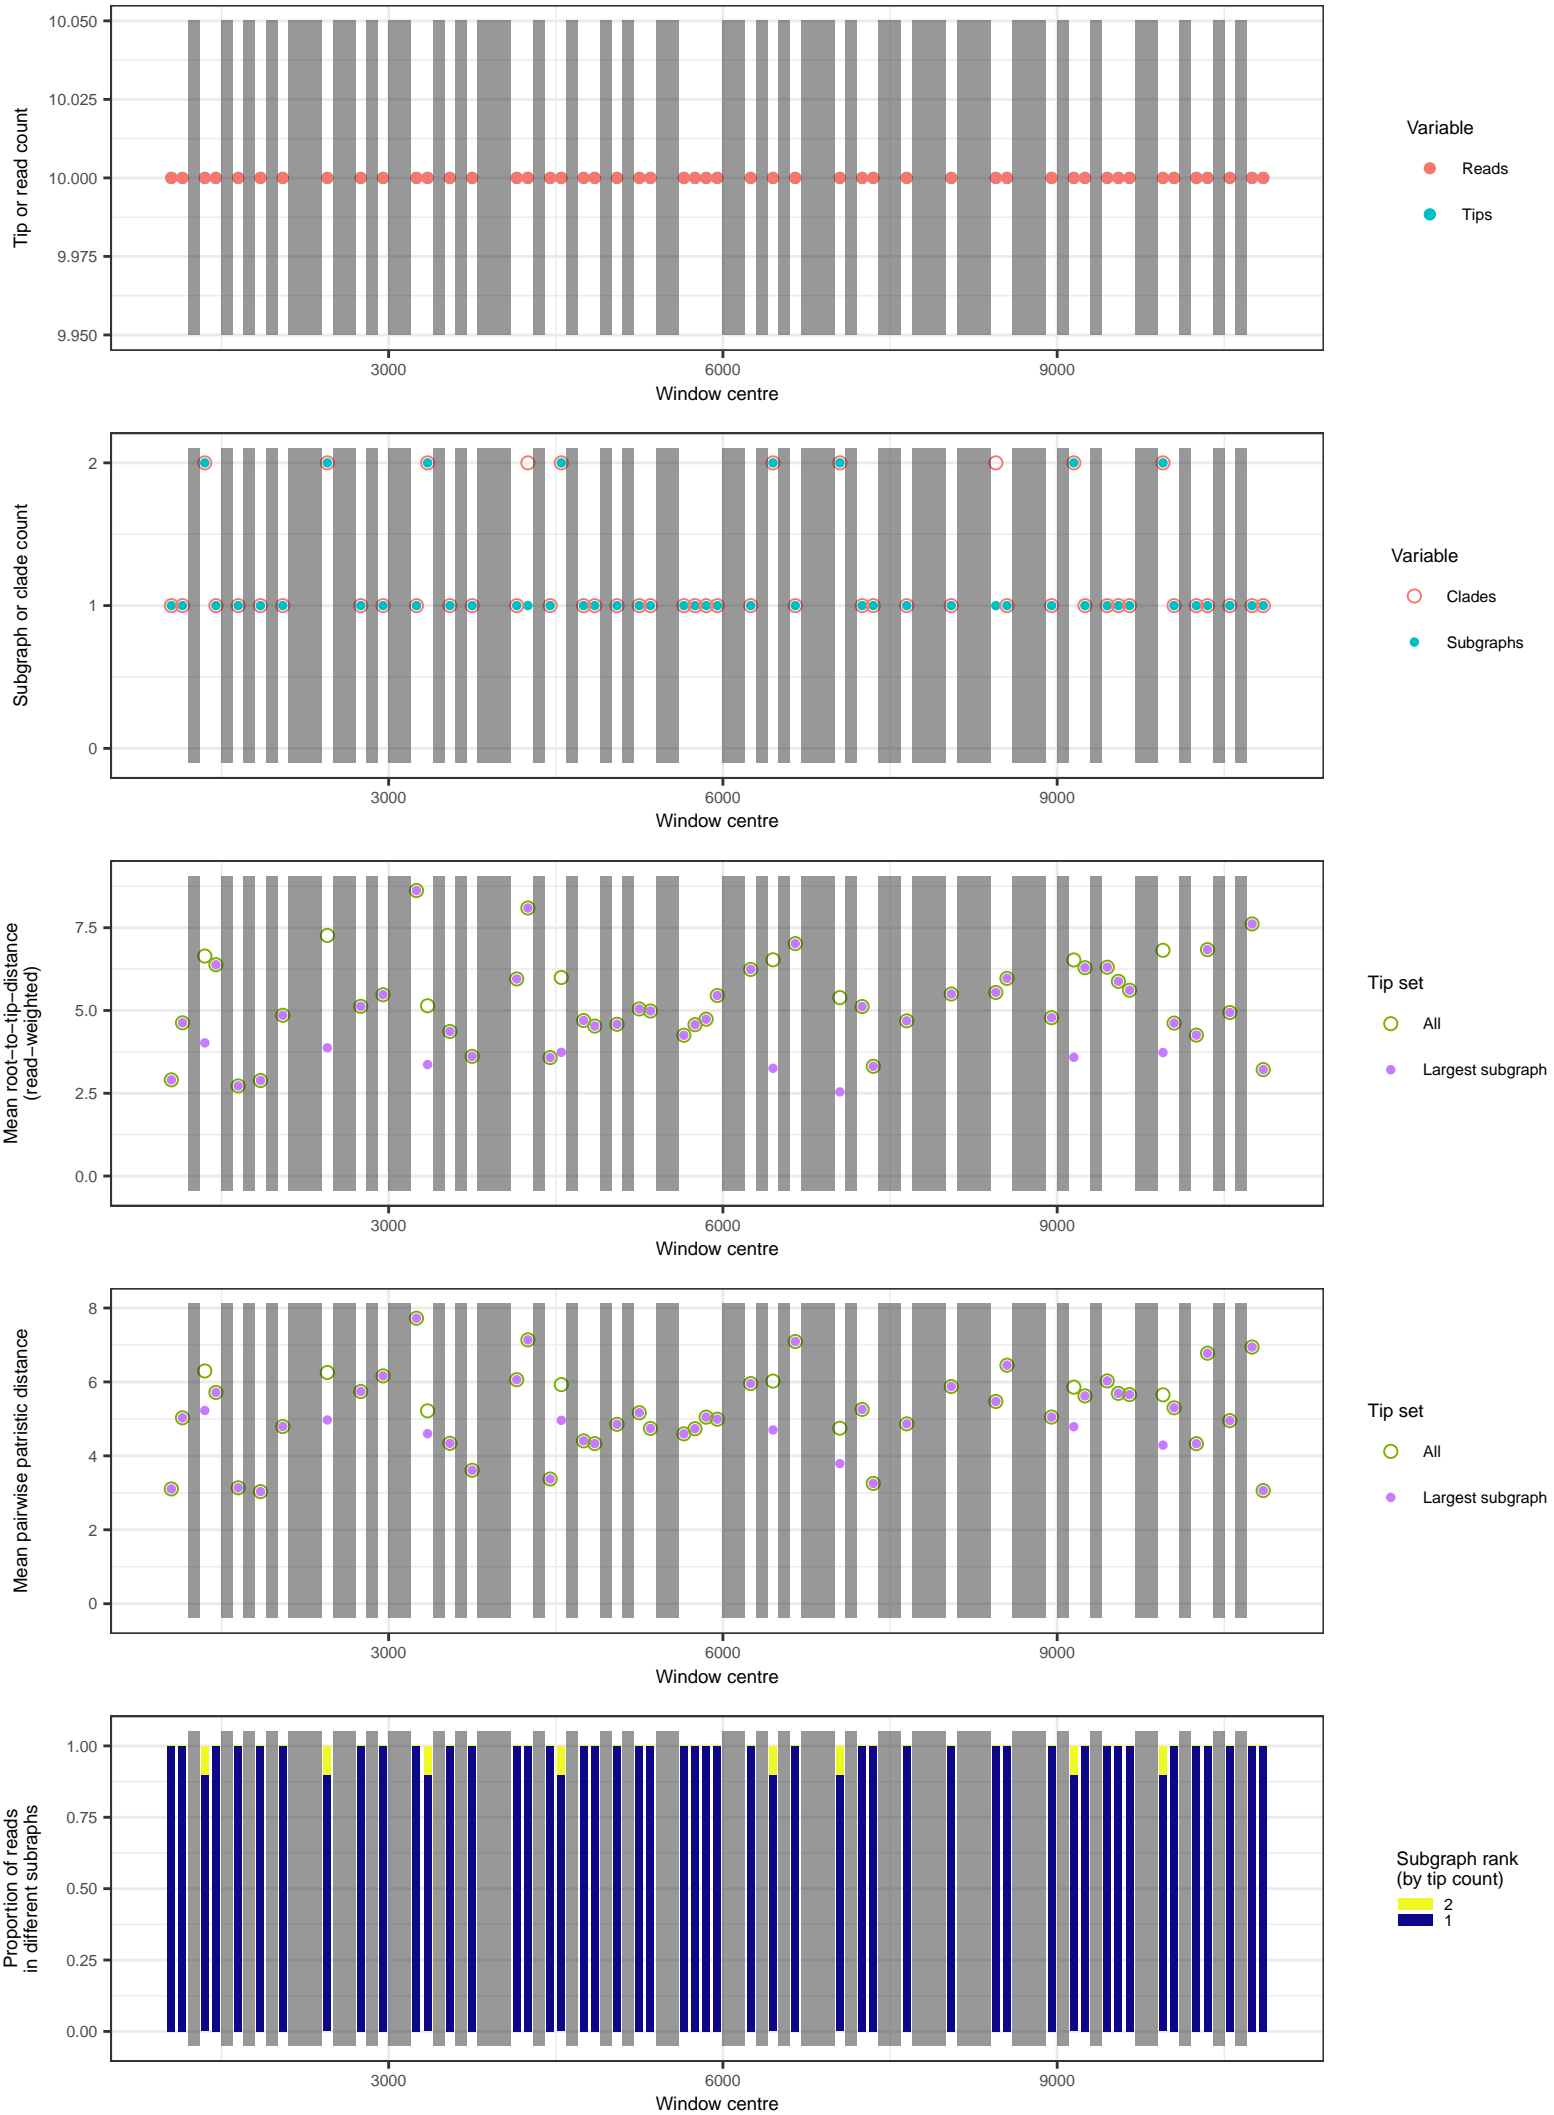 10.050
10.025
10.000
9.975
9.950
Tip or read count
3000
6000
9000
Window centre
Variable
Reads
Tips
2
1
0
Subgraph or clade count
3000
6000
9000
Window centre
Variable
Clades
Subgraphs
7.5
5.0
2.5
0.0
Mean root−to−tip−distance
(read−weighted)
3000
6000
9000
Window centre
Tip set
All
Largest subgraph
8
6
4
2
0
Mean pairwise patristic distance
3000
6000
9000
Window centre
Tip set
All
Largest subgraph
1.00
0.75
0.50
0.25
0.00
Proportion of reads
in different subraphs
3000
6000
9000
Window centre
Subgraph rank
(by tip count)
2
1